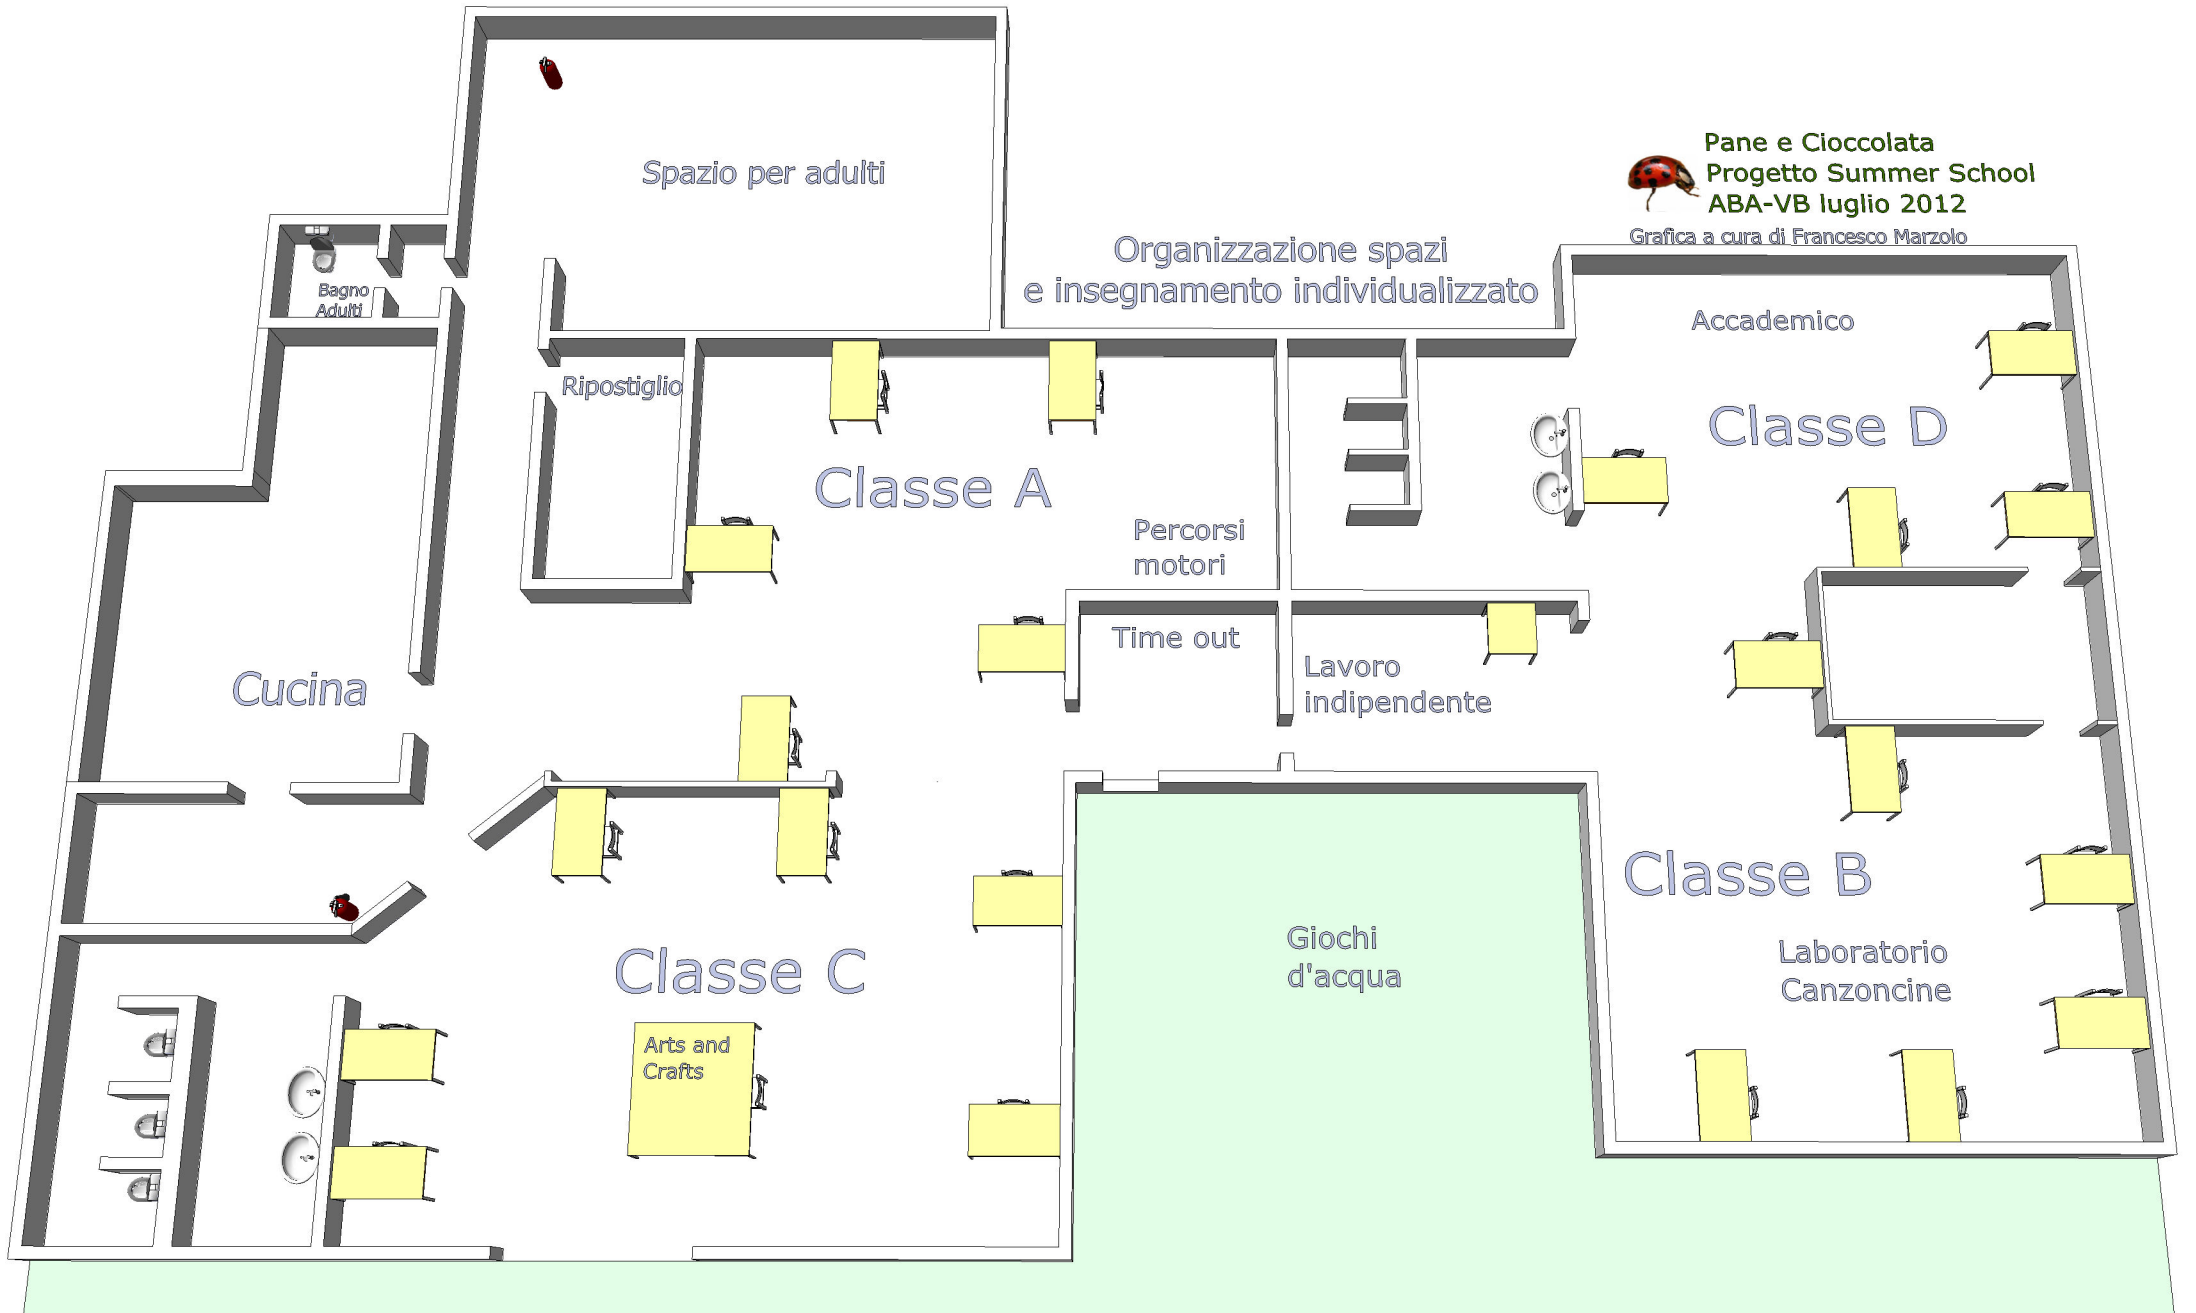 Pane e Cioccolata
Progetto Summer School
ABA-VB luglio 2012
Grafica a cura di Francesco Marzolo
Spazio per adulti
Organizzazione spazi
e insegnamento individualizzato
Bagno
Adulti
Accademico
Ripostiglio
Classe D
Classe A
Percorsi
motori
Time out
Lavoro
indipendente
Cucina
Classe B
Giochi
d'acqua
Laboratorio
Canzoncine
Classe C
Arts and
Crafts